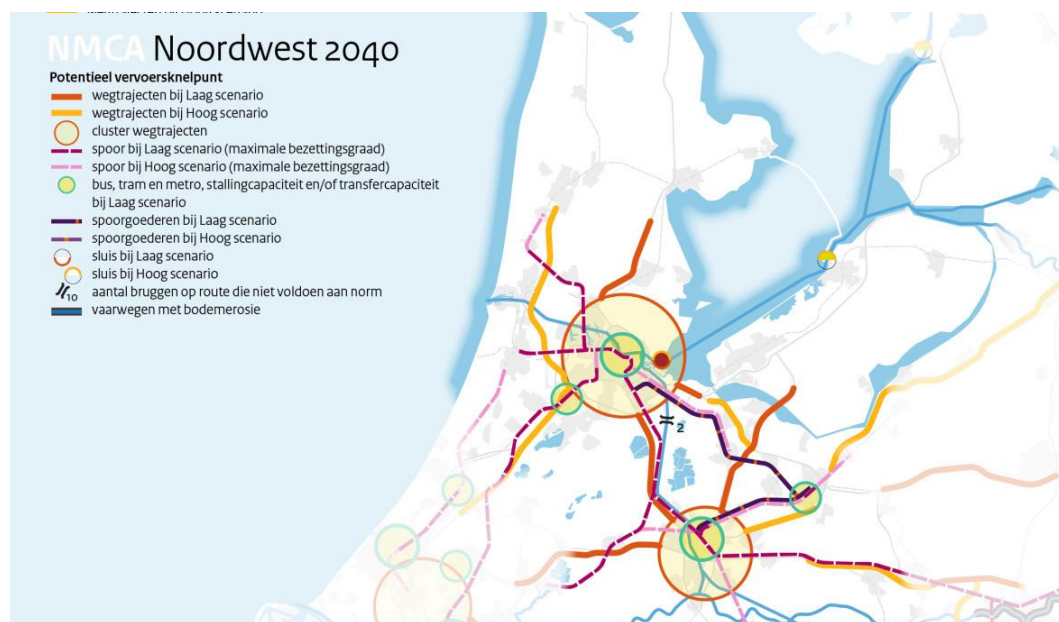 NMCA Noordwest 2040
Potentieel vervoersknelpunt
wegtrajecten bij Laag scenario
wegtrajecten bij Hoog scenario
cluster wegtrajecten
spoor bij Laag scenario (maximale bezettingsgraad)
spoor bij Hoog scenario (maximale bezettingsgraad)
bus, tram en metro, stallingcapaciteit en/of transfercapaciteit
bij Laag scenario
spoorgoederen bij Laag scenario
spoorgoederen bij Hoog scenario
sluis bij Laag scenario
sluis bij Hoog scenario
10 aantal bruggen op route die niet voldoen aan norm
vaarwegen met bodemerosie
2